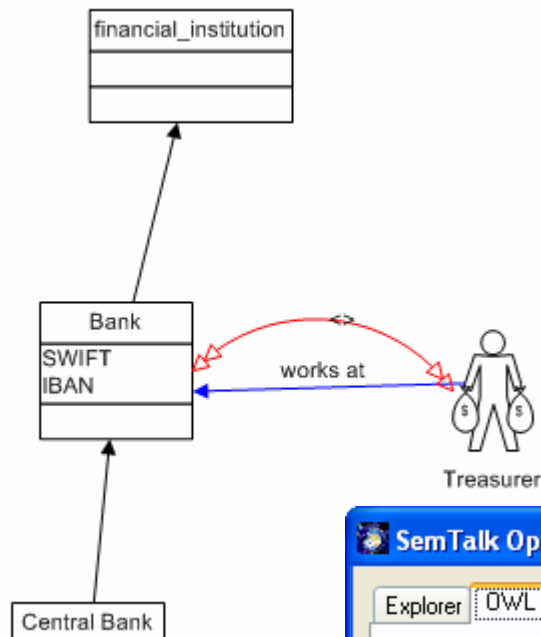 financial_institution
Bank
SWIFT
IBAN
<>
works at
$ $
Treasurer
SemTalk Op
Explorer OWL
Central Bank